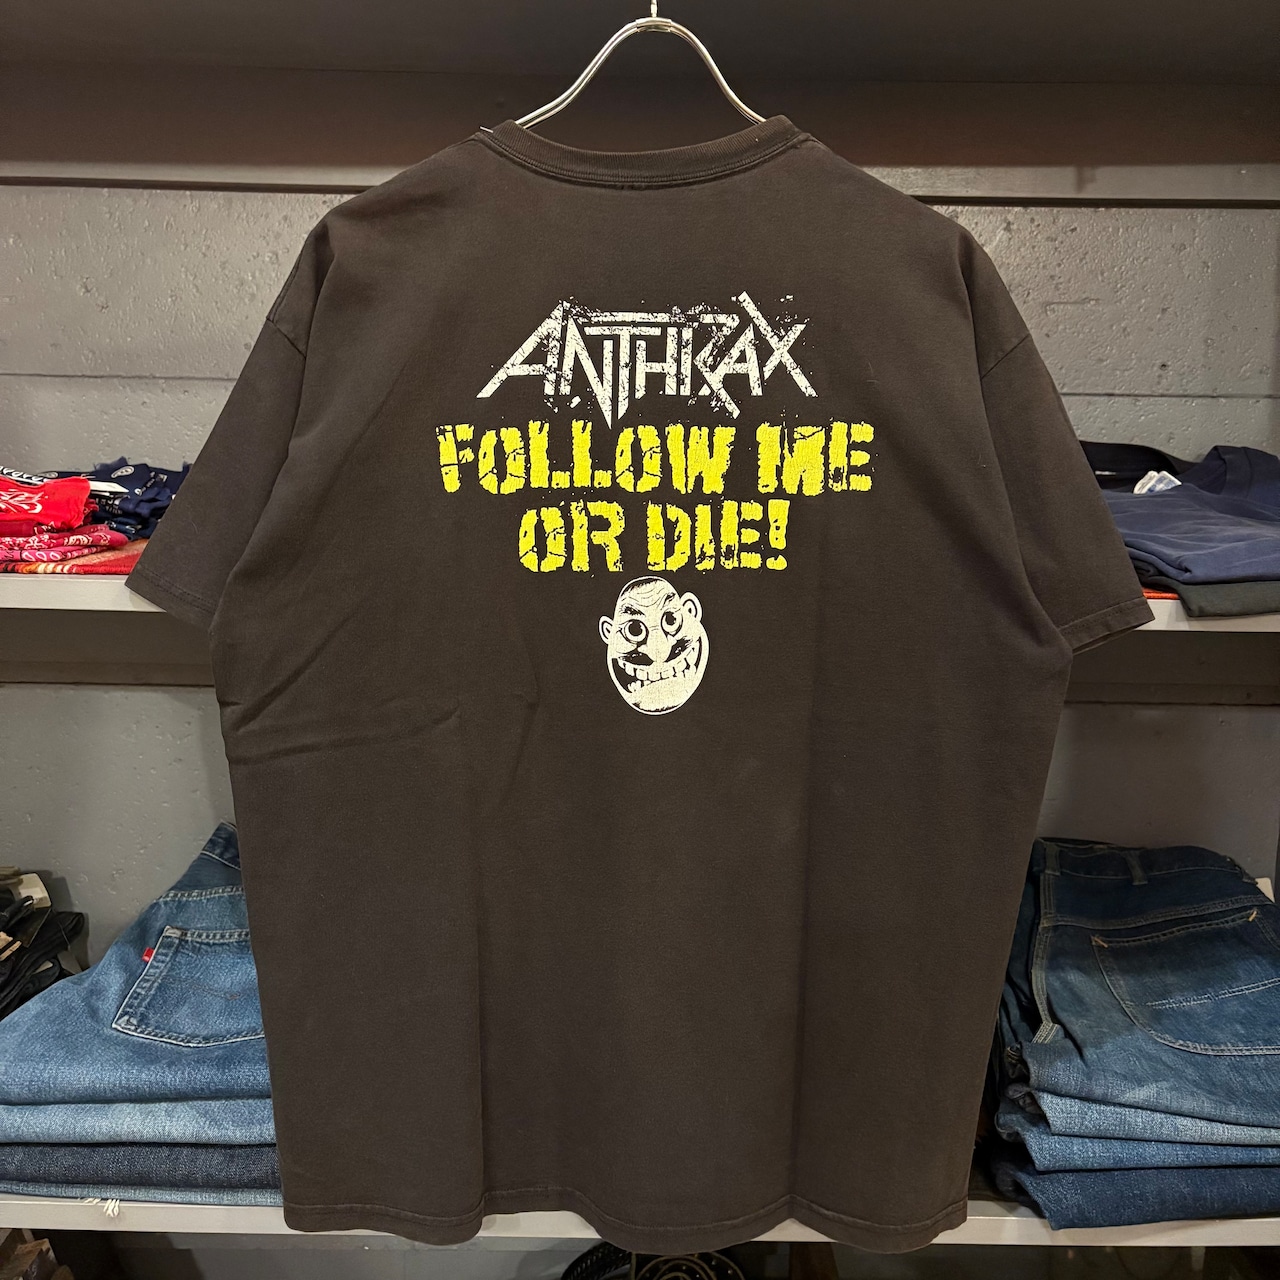 ANTHRAX
FOLLOW ME
OR DIE!